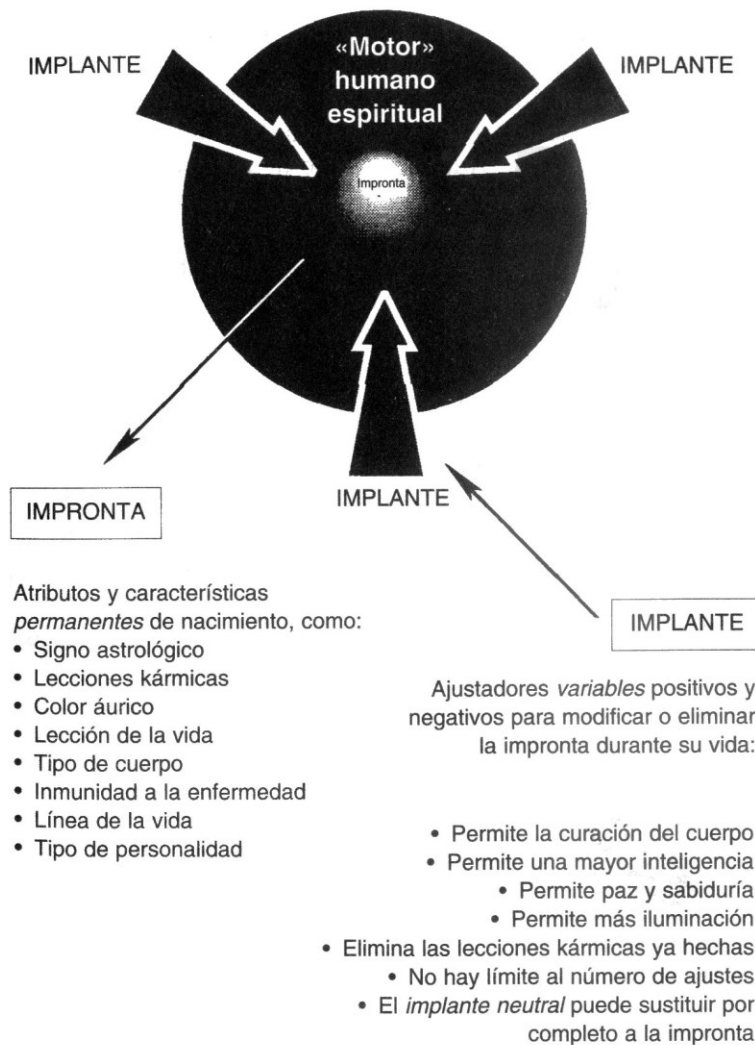 IMPLANTE
IMPLANTE
«Motor»
humano
espiritual
Impronta
IMPLANTE
IMPRONTA
Atributos y características
permanentes de nacimiento, como:
• Signo astrológico
• Lecciones kármicas
• Color áurico
• Lección de la vida
• Tipo de cuerpo
• Inmunidad a la enfermedad
• Línea de la vida
• Tipo de personalidad
IMPLANTE
Ajustadores variables positivos y
negativos para modificar o eliminar
la impronta durante su vida:
• Permite la curación del cuerpo
• Permite una mayor inteligencia
• Permite paz y sabiduría
• Permite más iluminación
• Elimina las lecciones kármicas ya hechas
• No hay límite al número de ajustes
• El implante neutral puede sustituir por
completo a la impronta